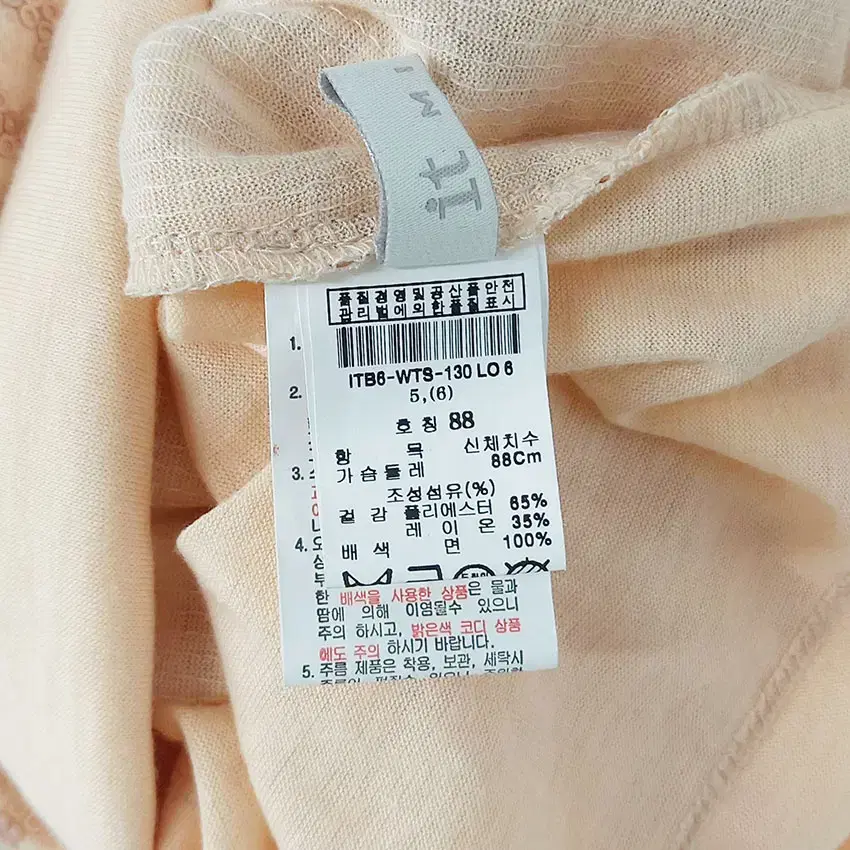 it M
품질경영및공산품안전
관리법에의한품질표시
ITB6-WTS-130 LO 6
5,(6)
호칭 88
항 목 신체치수
가슴둘레 88Cm
조성섬유(%)
겉감 폴리에스터 65%
레이온 35%
배색 면 100%
1.
2.
3.
4.
한 배색을 사용한 상품은 물과
땀에 의해 이염될수 있으니
주의 하시고, 밝은색 코디 상품
에도 주의 하시기 바랍니다.
5. 주름 제품은 착용, 보관, 세탁시